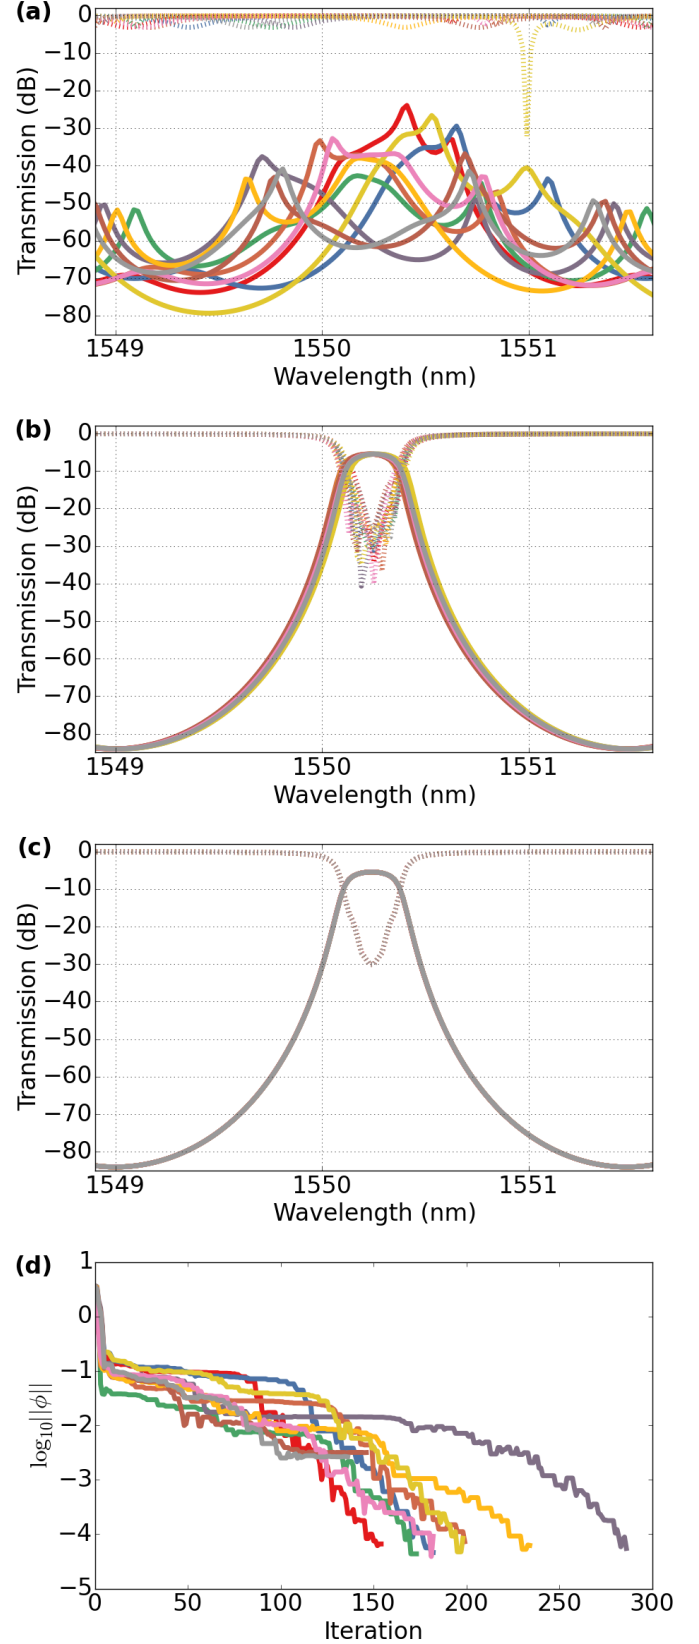 (a)
0
−10
−20
−30
−40
−50
−60
−70
−80
Transmission (dB)
1549 1550 1551
Wavelength (nm)
(b)
0
−10
−20
−30
−40
−50
−60
−70
−80
Transmission (dB)
1549 1550 1551
Wavelength (nm)
(c)
0
−10
−20
−30
−40
−50
−60
−70
−80
Transmission (dB)
1549 1550 1551
Wavelength (nm)
(d)
1
0
−1
−2
−3
−4
−5
log₁₀||ϕ||
0 50 100 150 200 250 300
Iteration